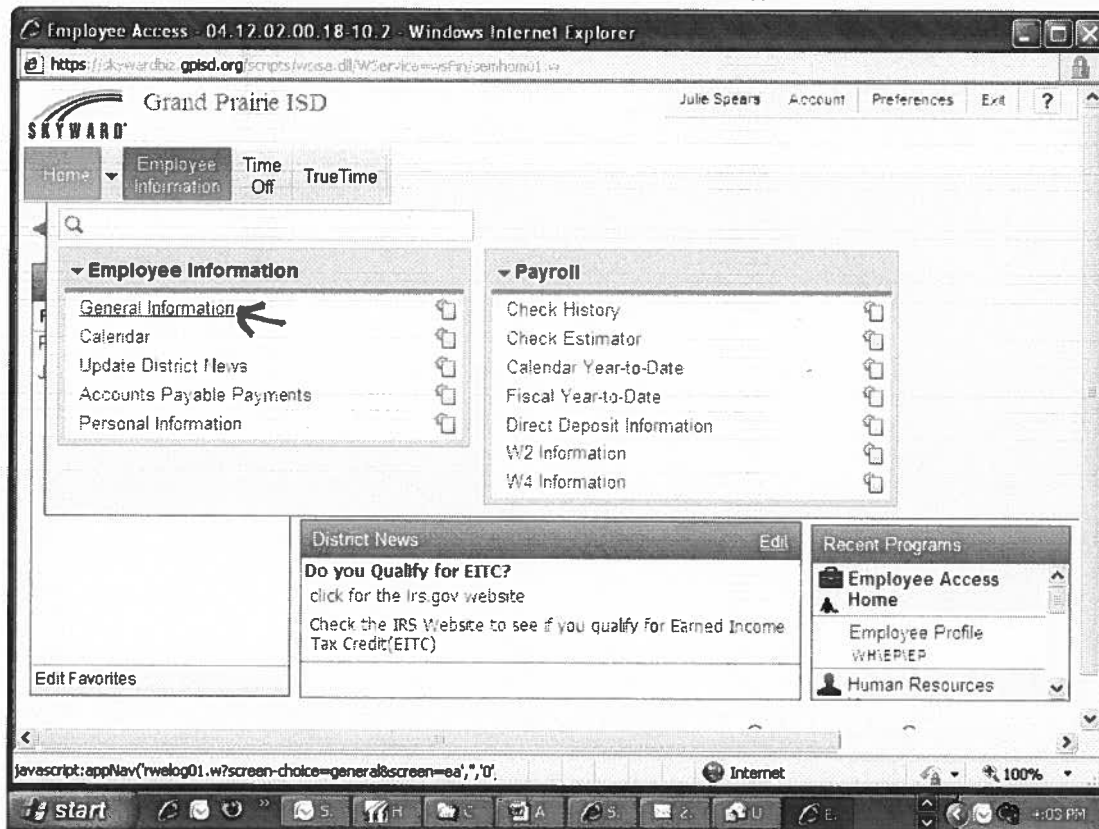 Employee Access - 04.12.02.00.18-10.2 - Windows Internet Explorer
https://skywardbiz.gpisd.org/scripts/wsisa.dll/WService=wsFin/semhom01.w
SKYWARD
Grand Prairie ISD
Julie Spears Account Preferences Exit ?
Home Employee Information Time Off TrueTime
Employee Information
General Information
Calendar
Update District News
Accounts Payable Payments
Personal Information
Payroll
Check History
Check Estimator
Calendar Year-to-Date
Fiscal Year-to-Date
Direct Deposit Information
W2 Information
W4 Information
District News Edit
Do you Qualify for EITC?
click for the irs.gov website
Check the IRS Website to see if you qualify for Earned Income
Tax Credit(EITC)
Edit Favorites
Recent Programs
Employee Access
Home
Employee Profile
WH\EP\EP
Human Resources
javascript:appNav('rwelog01.w?screen-choice=general&screen=ea','','0',
Internet
100%
start
4:03 PM